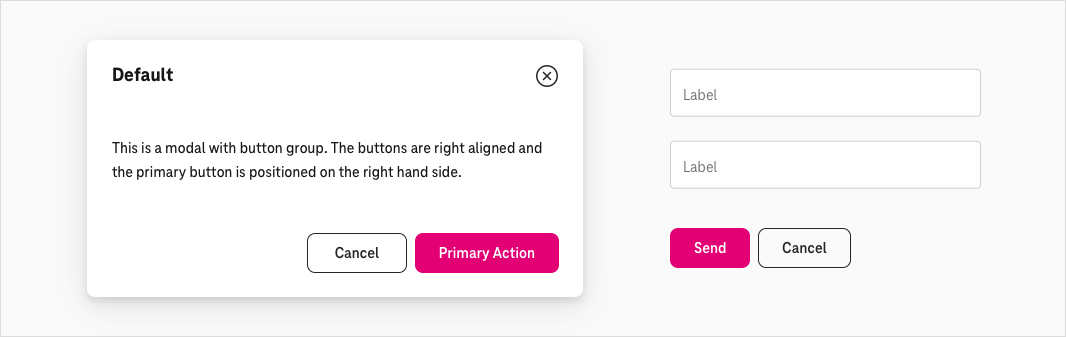 Default
This is a modal with button group. The buttons are right aligned and
the primary button is positioned on the right hand side.
Cancel
Primary Action
Label
Label
Send
Cancel